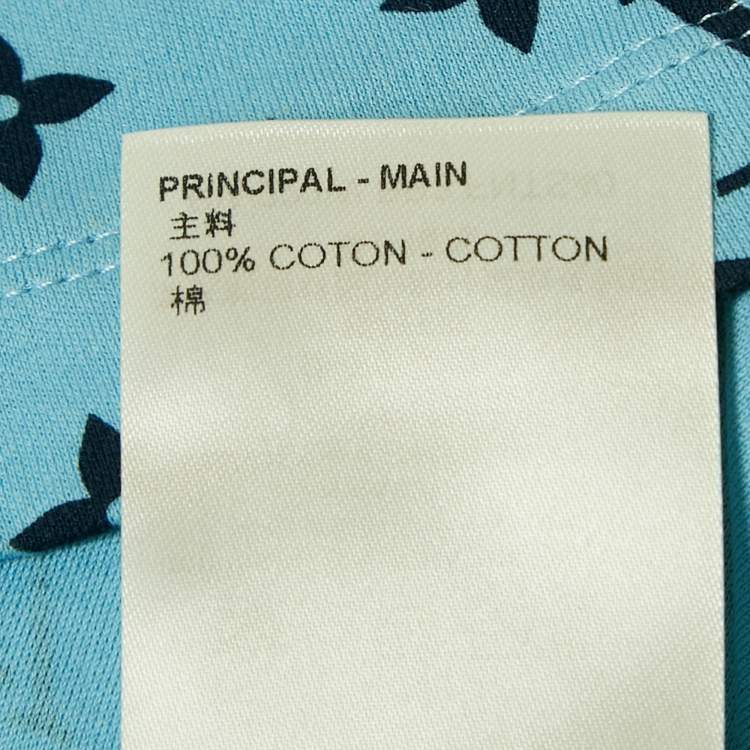 PRINCIPAL - MAIN
主料
100% COTON - COTTON
棉